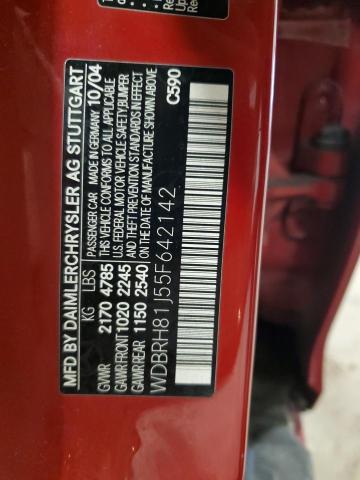 MFD BY DAIMLERCHRYSLER AG STUTTGART
PASSENGER CAR MADE IN GERMANY 10/04
KG LBS
GVWR 2170 4785 THIS VEHICLE CONFORMS TO ALL APPLICABLE
GAWR FRONT 1020 2245 U.S. FEDERAL MOTOR VEHICLE SAFETY/BUMPER
GAWR REAR 1150 2540 AND THEFT PREVENTION STANDARDS IN EFFECT
ON THE DATE OF MANUFACTURE SHOWN ABOVE
WDBRH81J55F642142
C590